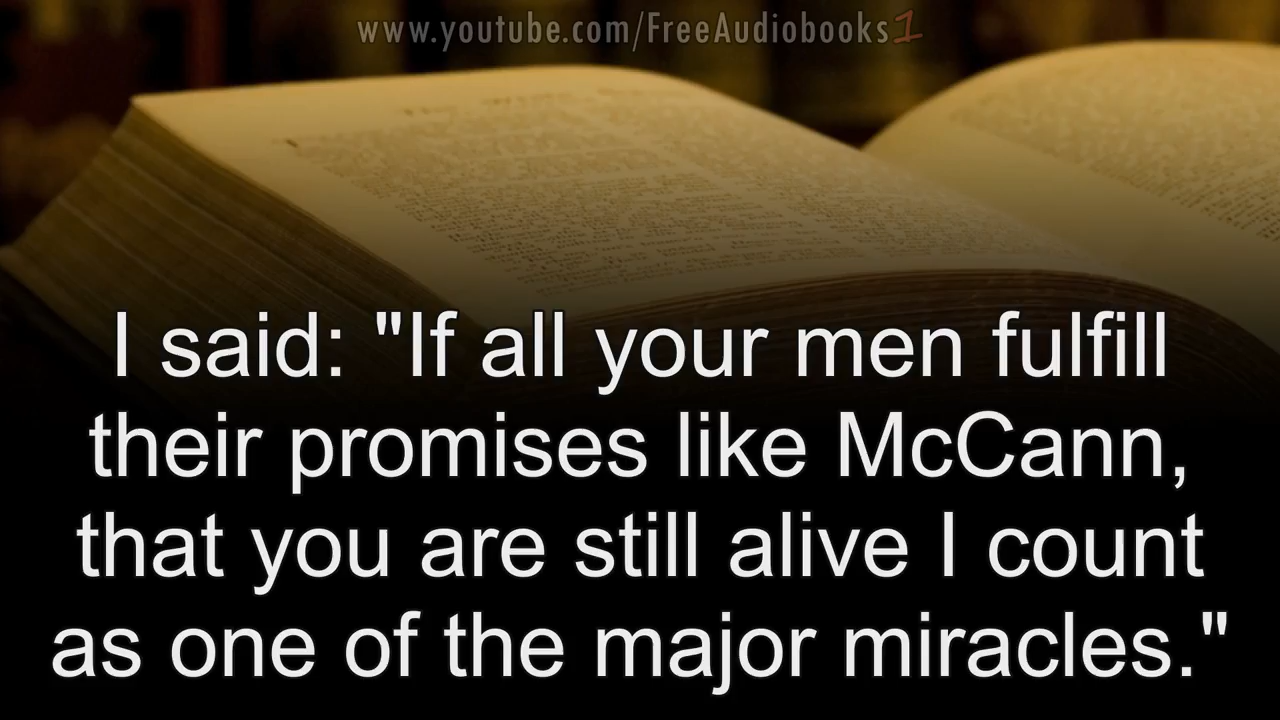 www.youtube.com/FreeAudiobooks1
I said: "If all your men fulfill
their promises like McCann,
that you are still alive I count
as one of the major miracles."